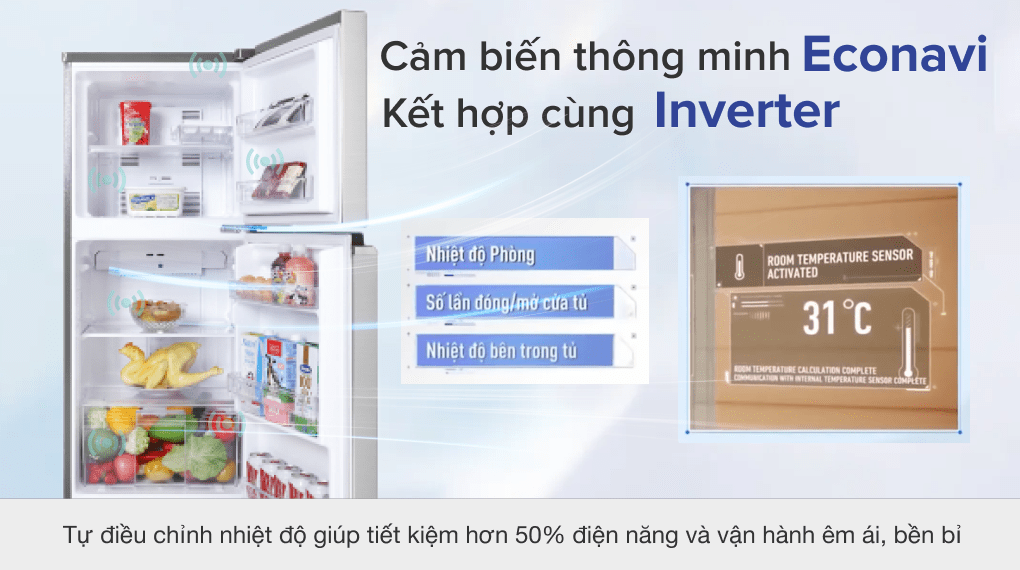 Cảm biến thông minh Econavi
Kết hợp cùng Inverter
Nhiệt độ Phòng
Số lần đóng/mở cửa tủ
Nhiệt độ bên trong tủ
ROOM TEMPERATURE SENSOR
ACTIVATED
31°C
ROOM TEMPERATURE CALCULATION COMPLETE
COMMUNICATION WITH INTERNAL TEMPERATURE SENSOR COMPLETE
Tự điều chỉnh nhiệt độ giúp tiết kiệm hơn 50% điện năng và vận hành êm ái, bền bỉ